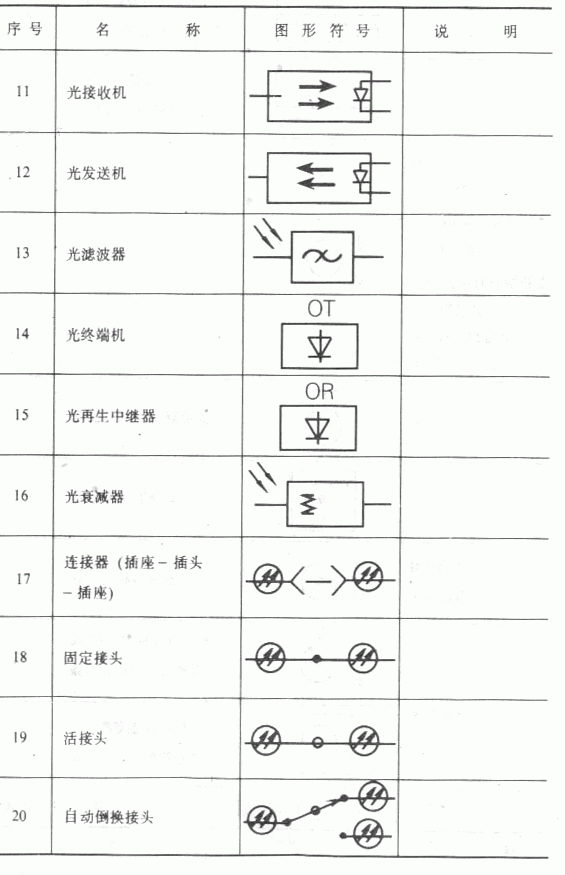 序号 名 称 图形符号 说 明
11 光接收机
12 光发送机
13 光滤波器
OT
14 光终端机
OR
15 光再生中继器
16 光衰减器
17 连接器 (插座－插头
－插座)
18 固定接头
19 活接头
20 自动倒换接头